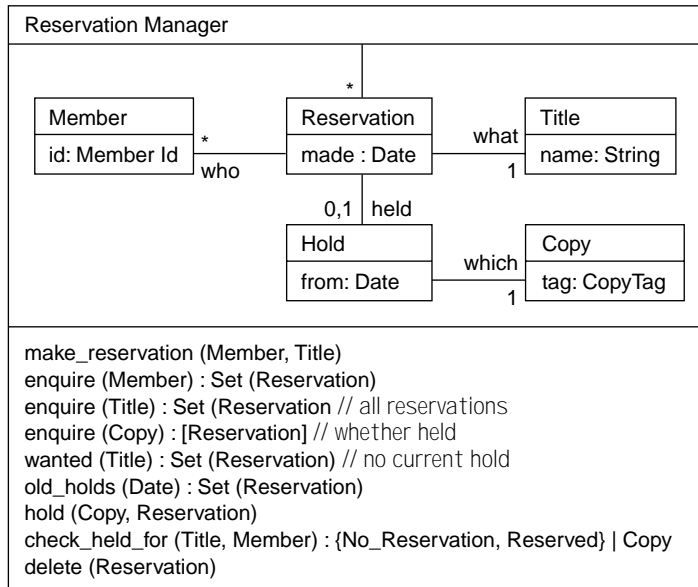 Reservation Manager
*
Member
Reservation
Title
id: Member Id
*
who
made : Date
what
1
name: String
0,1 held
Hold
Copy
from: Date
which
1
tag: CopyTag
make_reservation (Member, Title)
enquire (Member) : Set (Reservation)
enquire (Title) : Set (Reservation // all reservations
enquire (Copy) : [Reservation] // whether held
wanted (Title) : Set (Reservation) // no current hold
old_holds (Date) : Set (Reservation)
hold (Copy, Reservation)
check_held_for (Title, Member) : {No_Reservation, Reserved} | Copy
delete (Reservation)